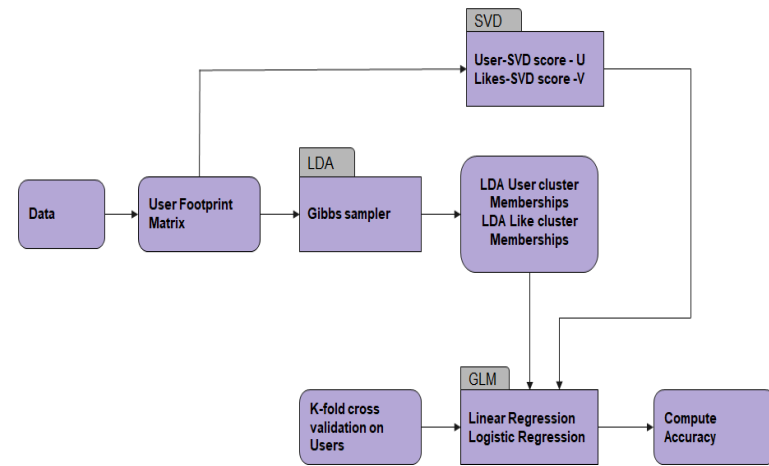 SVD
User-SVD score - U
Likes-SVD score -V
LDA
Data
User Footprint
Matrix
Gibbs sampler
LDA User cluster
Memberships
LDA Like cluster
Memberships
GLM
K-fold cross
validation on
Users
Linear Regression
Logistic Regression
Compute
Accuracy